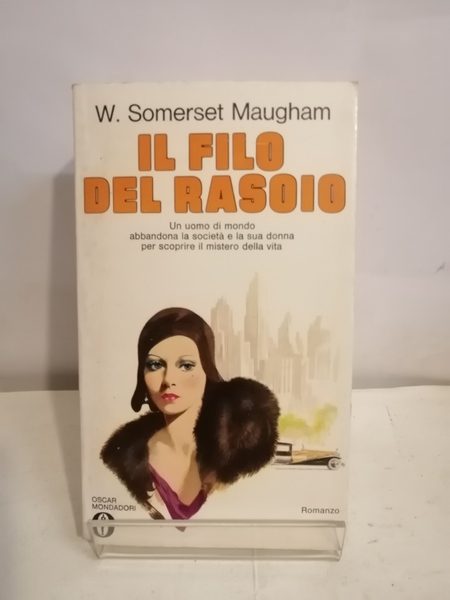 W. Somerset Maugham
IL FILO
DEL RASOIO
Un uomo di mondo
abbandona la società e la sua donna
per scoprire il mistero della vita
OSCAR
MONDADORI
Romanzo